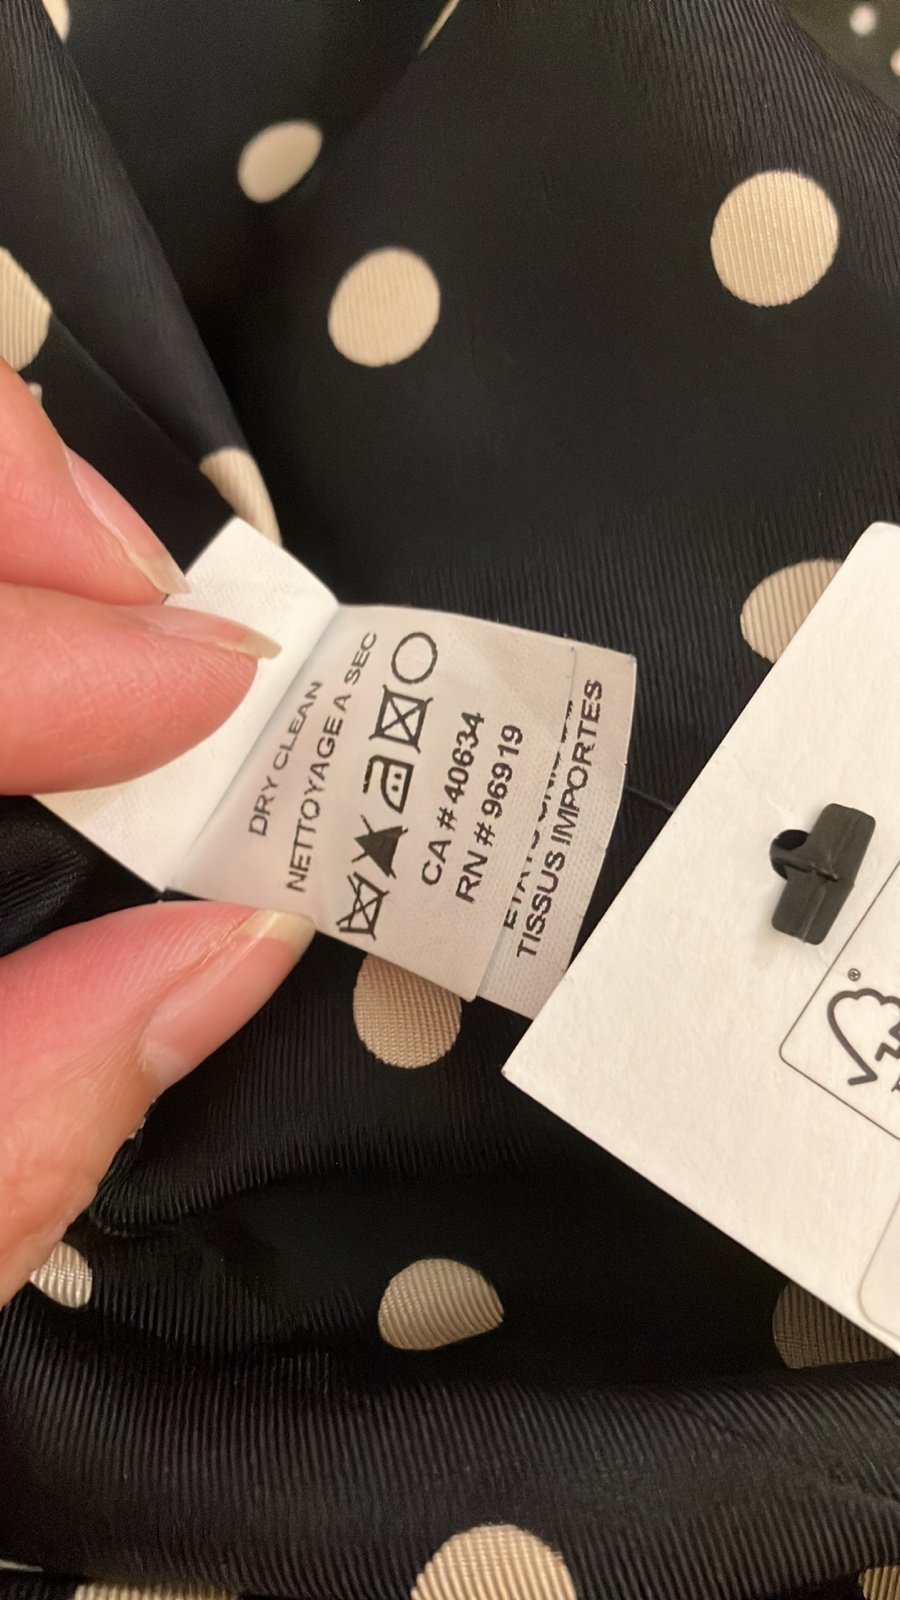 DRY CLEAN
NETTOYAGE A SEC
CA # 40634
RN # 96919
TISSUS IMPORTES
®